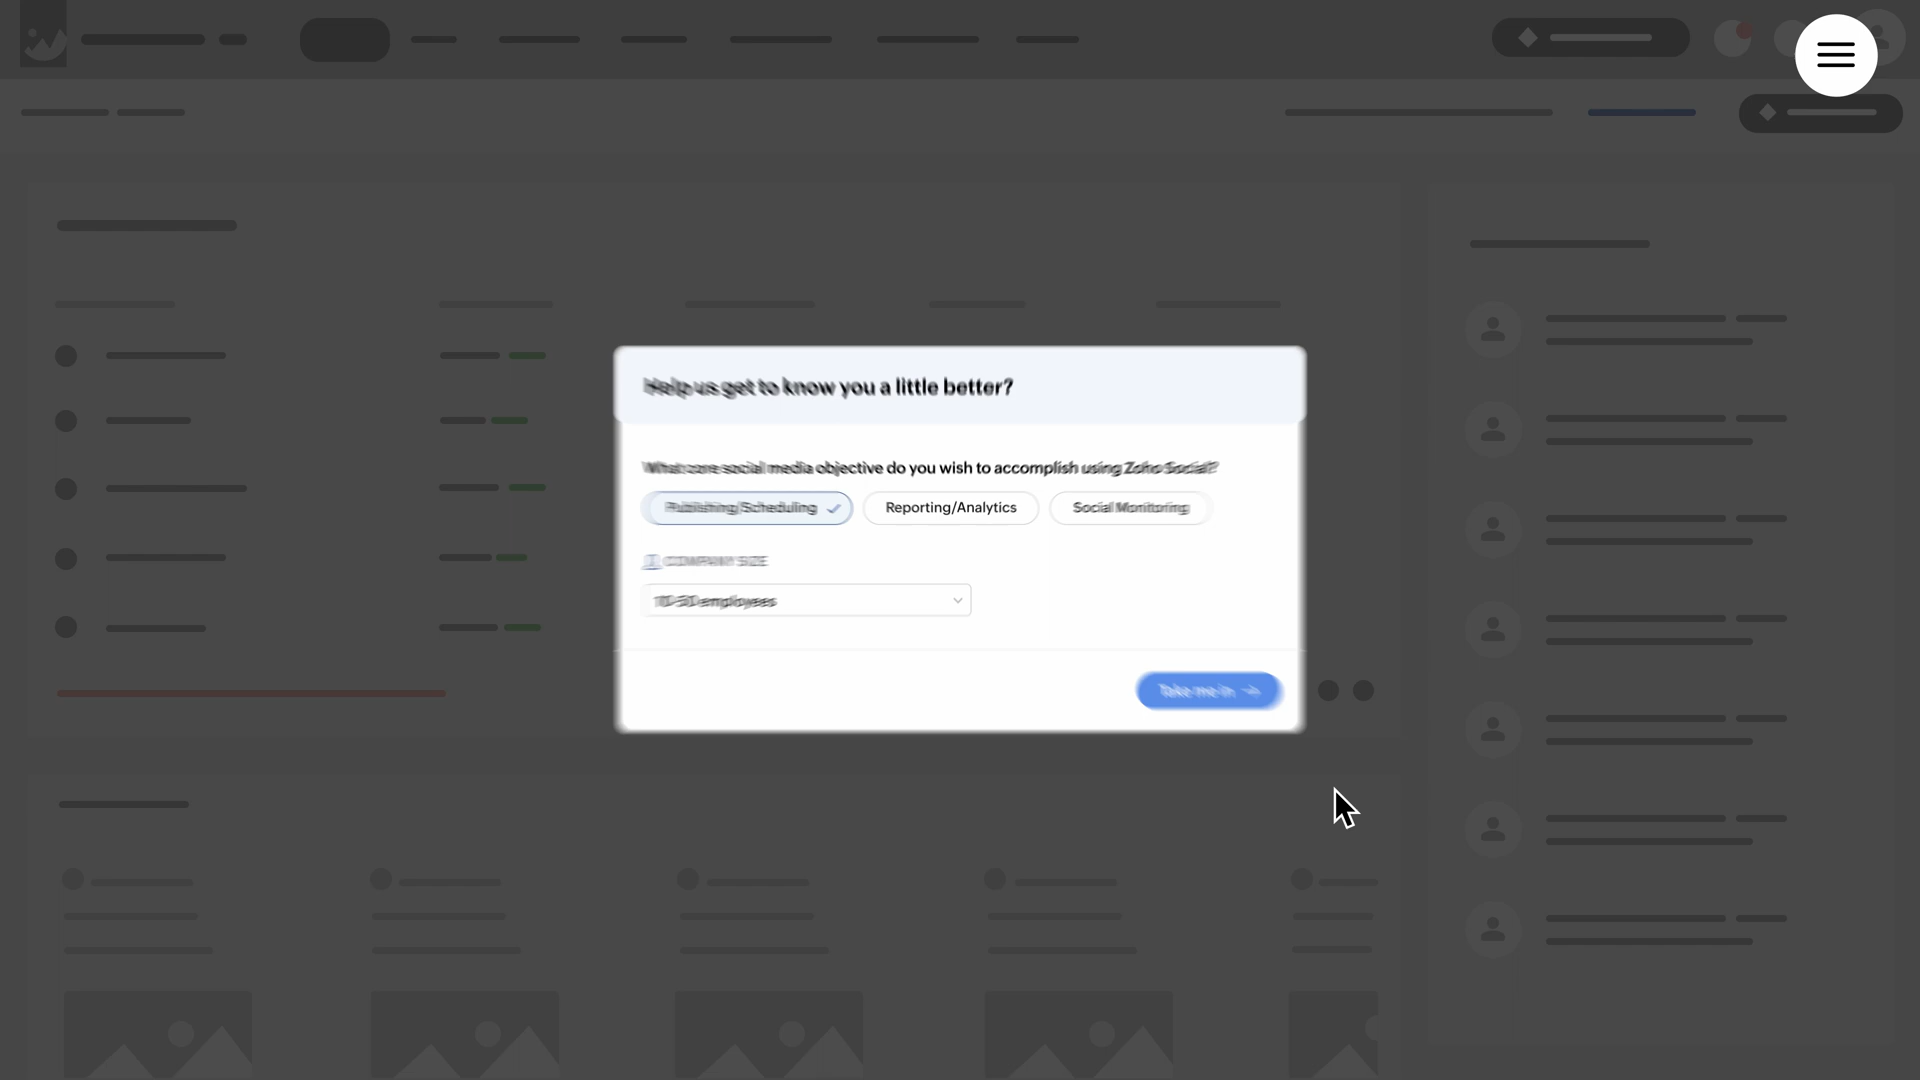 Help us get to know you a little better?
What core social media objective do you wish to accomplish using Zoho Social?
Publishing/Scheduling
Reporting/Analytics
Social Monitoring
COMPANY SIZE
10-50 employees
Take me in